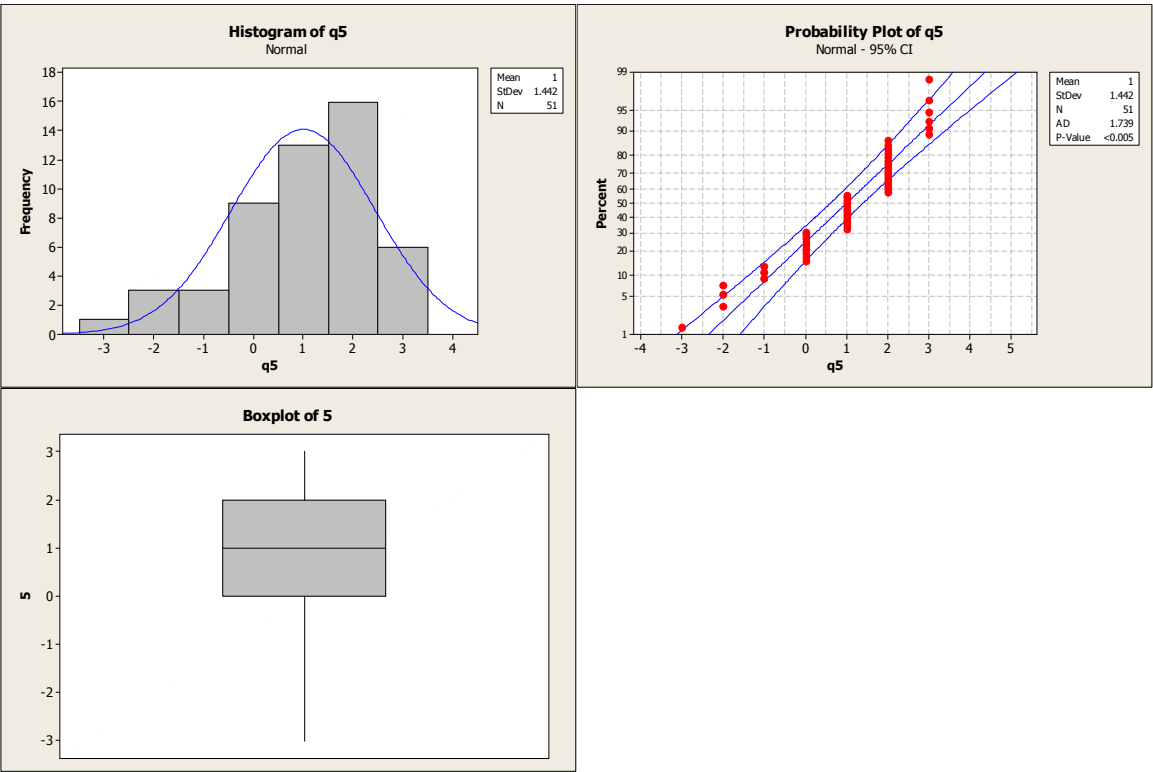 Histogram of q5
Normal
18
16
14
12
10
8
6
4
2
0
Frequency
-3 -2 -1 0 1 2 3 4
q5
Mean 1
StDev 1.442
N 51
Probability Plot of q5
Normal - 95% CI
99
95
90
80
70
60
50
40
30
20
10
5
1
Percent
-4 -3 -2 -1 0 1 2 3 4 5
q5
Mean 1
StDev 1.442
N 51
AD 1.739
P-Value <0.005
Boxplot of 5
3
2
1
0
-1
-2
-3
5